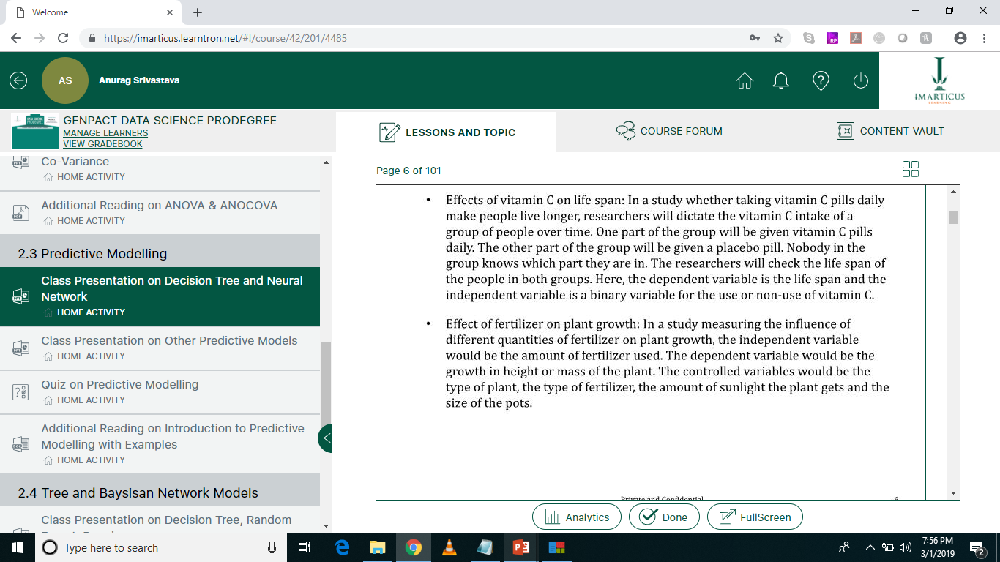 Welcome
https://imarticus.learntron.net/#!/course/42/201/4485
AS
Anurag Srivastava
IMARTICUS
LEARNING
GENPACT DATA SCIENCE PRODEGREE
MANAGE LEARNERS
VIEW GRADEBOOK
LESSONS AND TOPIC
COURSE FORUM
CONTENT VAULT
Co-Variance
HOME ACTIVITY
Additional Reading on ANOVA & ANOCOVA
HOME ACTIVITY
2.3 Predictive Modelling
Class Presentation on Decision Tree and Neural
Network
HOME ACTIVITY
Class Presentation on Other Predictive Models
HOME ACTIVITY
Quiz on Predictive Modelling
HOME ACTIVITY
Additional Reading on Introduction to Predictive
Modelling with Examples
HOME ACTIVITY
2.4 Tree and Baysisan Network Models
Class Presentation on Decision Tree, Random
Page 6 of 101
• Effects of vitamin C on life span: In a study whether taking vitamin C pills daily
make people live longer, researchers will dictate the vitamin C intake of a
group of people over time. One part of the group will be given vitamin C pills
daily. The other part of the group will be given a placebo pill. Nobody in the
group knows which part they are in. The researchers will check the life span of
the people in both groups. Here, the dependent variable is the life span and the
independent variable is a binary variable for the use or non-use of vitamin C.
• Effect of fertilizer on plant growth: In a study measuring the influence of
different quantities of fertilizer on plant growth, the independent variable
would be the amount of fertilizer used. The dependent variable would be the
growth in height or mass of the plant. The controlled variables would be the
type of plant, the type of fertilizer, the amount of sunlight the plant gets and the
size of the pots.
Private and Confidential 6
Analytics
Done
FullScreen
Type here to search
7:56 PM
3/1/2019
2